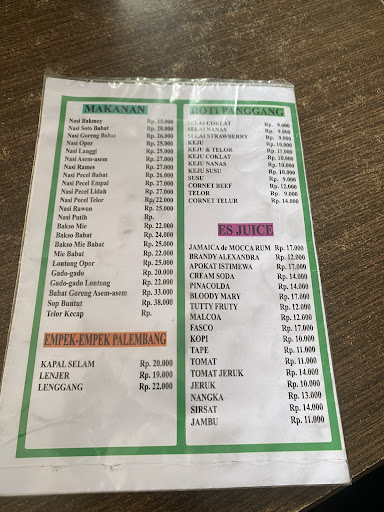 MAKANAN
Nasi Bakmoy Rp. 15.000
Nasi Soto Babat Rp. 20.000
Nasi Goreng Babat Rp. 26.000
Nasi Opor Rp. 25.000
Nasi Langgi Rp. 25.000
Nasi Asem-asem Rp. 27.000
Nasi Rames Rp. 27.000
Nasi Pecel Babat Rp. 27.000
Nasi Pecel Empal Rp. 27.000
Nasi Pecel Lidah Rp. 27.000
Nasi Pecel Telor Rp. 22.000
Nasi Rawon Rp. 25.000
Nasi Putih Rp.
Bakso Mie Rp. 22.000
Bakso Babat Rp. 24.000
Bakso Mie Babat Rp. 25.000
Mie Babat Rp. 22.000
Lontong Opor Rp. 25.000
Gado-gado Rp. 20.000
Gado-gado Lontong Rp. 22.000
Babat Goreng Asem-asem Rp. 33.000
Sop Buntut Rp. 38.000
Telor Kecap Rp.
EMPEK-EMPEK PALEMBANG
KAPAL SELAM Rp. 20.000
LENJER Rp. 19.000
LENGGANG Rp. 22.000
ROTI PANGGANG
SELAI COKLAT Rp. 9.000
SELAI NANAS Rp. 9.000
SELAI STRAWBERRY Rp. 9.000
KEJU Rp. 10.000
KEJU & TELOR Rp. 11.000
KEJU COKLAT Rp. 10.000
KEJU NANAS Rp. 10.000
KEJU SUSU Rp. 10.000
SUSU Rp. 9.000
CORNET BEEF Rp. 12.000
TELOR Rp. 9.000
CORNET TELUR Rp. 14.000
ES JUICE
JAMAICA de MOCCA RUM Rp. 17.000
BRANDY ALEXANDRA Rp. 12.000
APOKAT ISTIMEWA Rp. 17.000
CREAM SODA Rp. 14.000
PINACOLDA Rp. 17.000
BLOODY MARY Rp. 17.000
TUTTY FRUTY Rp. 12.000
MALCOA Rp. 12.000
FASCO Rp. 17.000
KOPI Rp. 10.000
TAPE Rp. 11.000
TOMAT Rp. 11.000
TOMAT JERUK Rp. 14.000
JERUK Rp. 10.000
NANGKA Rp. 13.000
SIRSAT Rp. 14.000
JAMBU Rp. 11.000